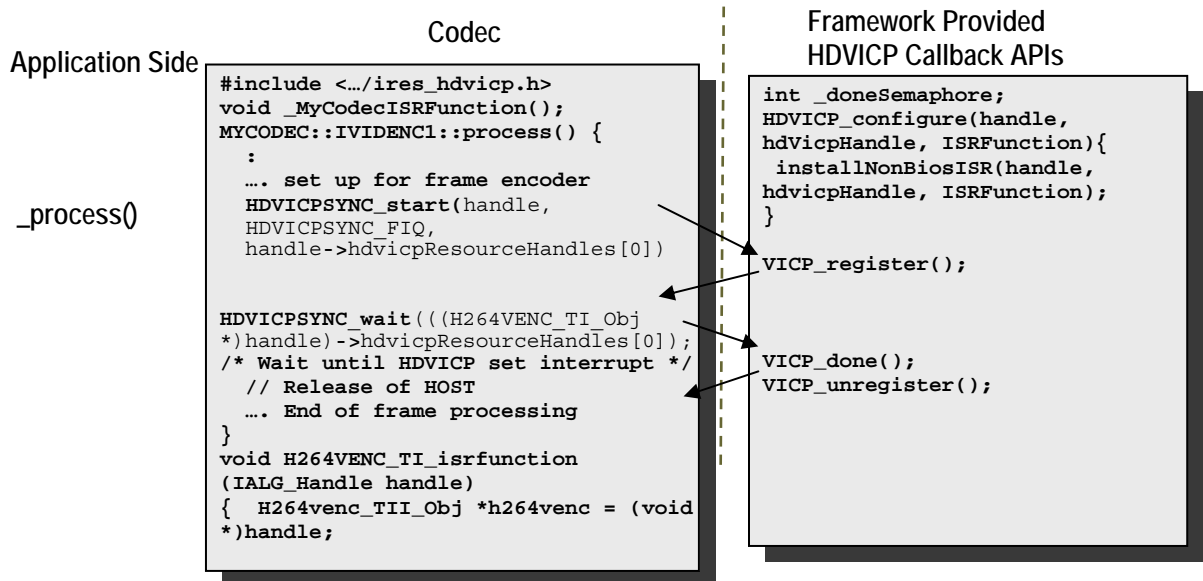 Application Side
_process()
Codec
#include <…/ires_hdvicp.h>
void _MyCodecISRFunction();
MYCODEC::IVIDENC1::process() {
:
…. set up for frame encoder
HDVICPSYNC_start(handle,
HDVICPSYNC_FIQ,
handle->hdvicpResourceHandles[0])
HDVICPSYNC_wait(((H264VENC_TI_Obj
*)handle)->hdvicpResourceHandles[0]);
/* Wait until HDVICP set interrupt */
// Release of HOST
…. End of frame processing
}
void H264VENC_TI_isrfunction
(IALG_Handle handle)
{ H264venc_TII_Obj *h264venc = (void
*)handle;
Framework Provided
HDVICP Callback APIs
int _doneSemaphore;
HDVICP_configure(handle,
hdVicpHandle, ISRFunction){
installNonBiosISR(handle,
hdvicpHandle, ISRFunction);
}
VICP_register();
VICP_done();
VICP_unregister();